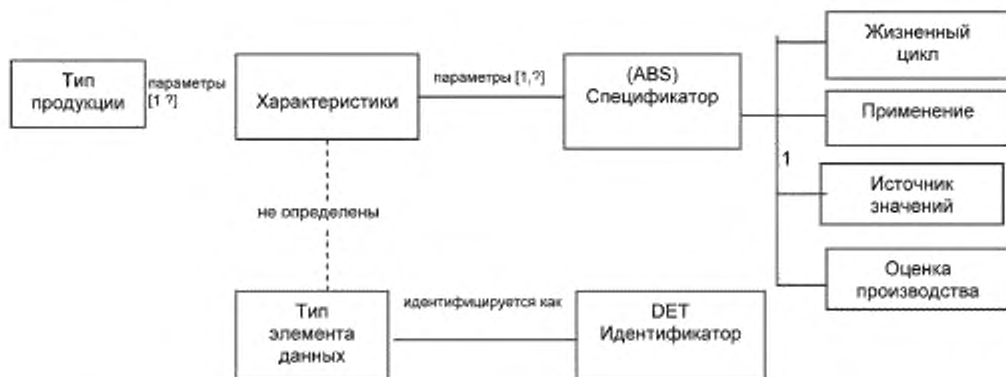 Тип
продукции
параметры
[1 ?]
Характеристики
параметры [1,?]
(ABS)
Спецификатор
Жизненный
цикл
Применение
1
Источник
значений
Оценка
производства
не определены
Тип
элемента
данных
идентифицируется как
DET
Идентификатор